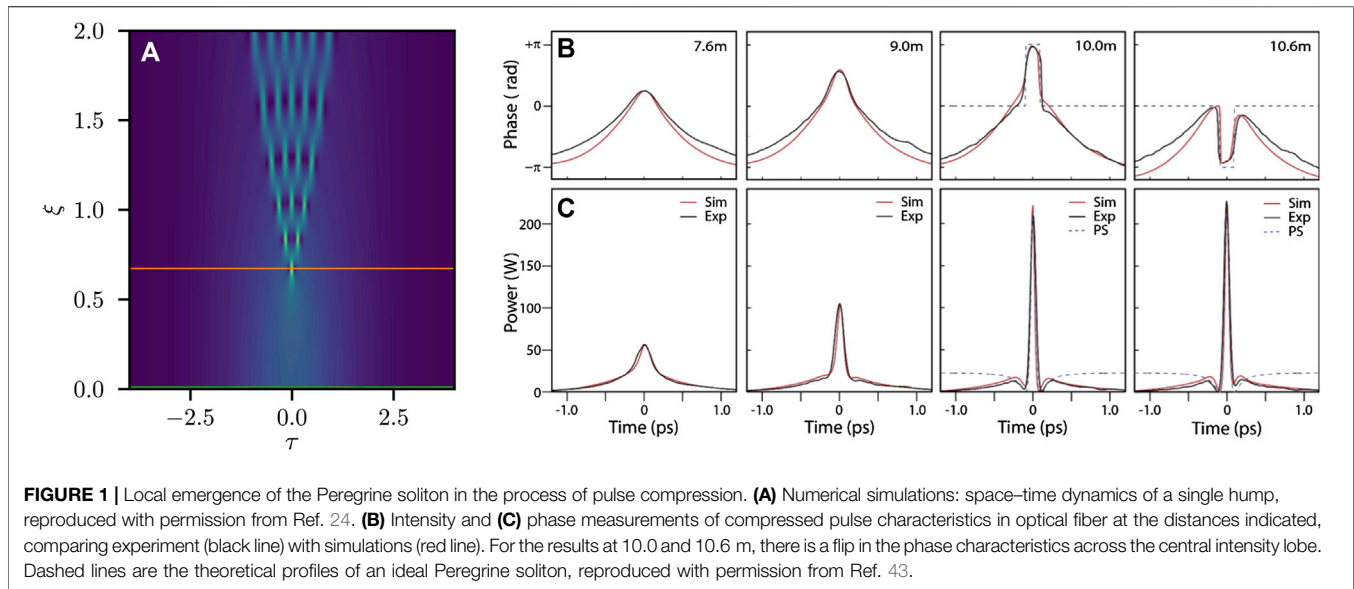 A
2.0
1.5
1.0
0.5
0.0
ξ
−2.5
0.0
2.5
τ
B
7.6m
9.0m
10.0m
10.6m
+π
0
−π
Phase ( rad)
C
Sim
Exp
Sim
Exp
Sim
Exp
PS
Sim
Exp
PS
200
150
100
50
0
Power (W)
-1.0
0
1.0
-1.0
0
1.0
-1.0
0
1.0
-1.0
0
1.0
Time (ps)
Time (ps)
Time (ps)
Time (ps)
FIGURE 1 | Local emergence of the Peregrine soliton in the process of pulse compression. (A) Numerical simulations: space–time dynamics of a single hump,
reproduced with permission from Ref. 24. (B) Intensity and (C) phase measurements of compressed pulse characteristics in optical fiber at the distances indicated,
comparing experiment (black line) with simulations (red line). For the results at 10.0 and 10.6 m, there is a flip in the phase characteristics across the central intensity lobe.
Dashed lines are the theoretical profiles of an ideal Peregrine soliton, reproduced with permission from Ref. 43.